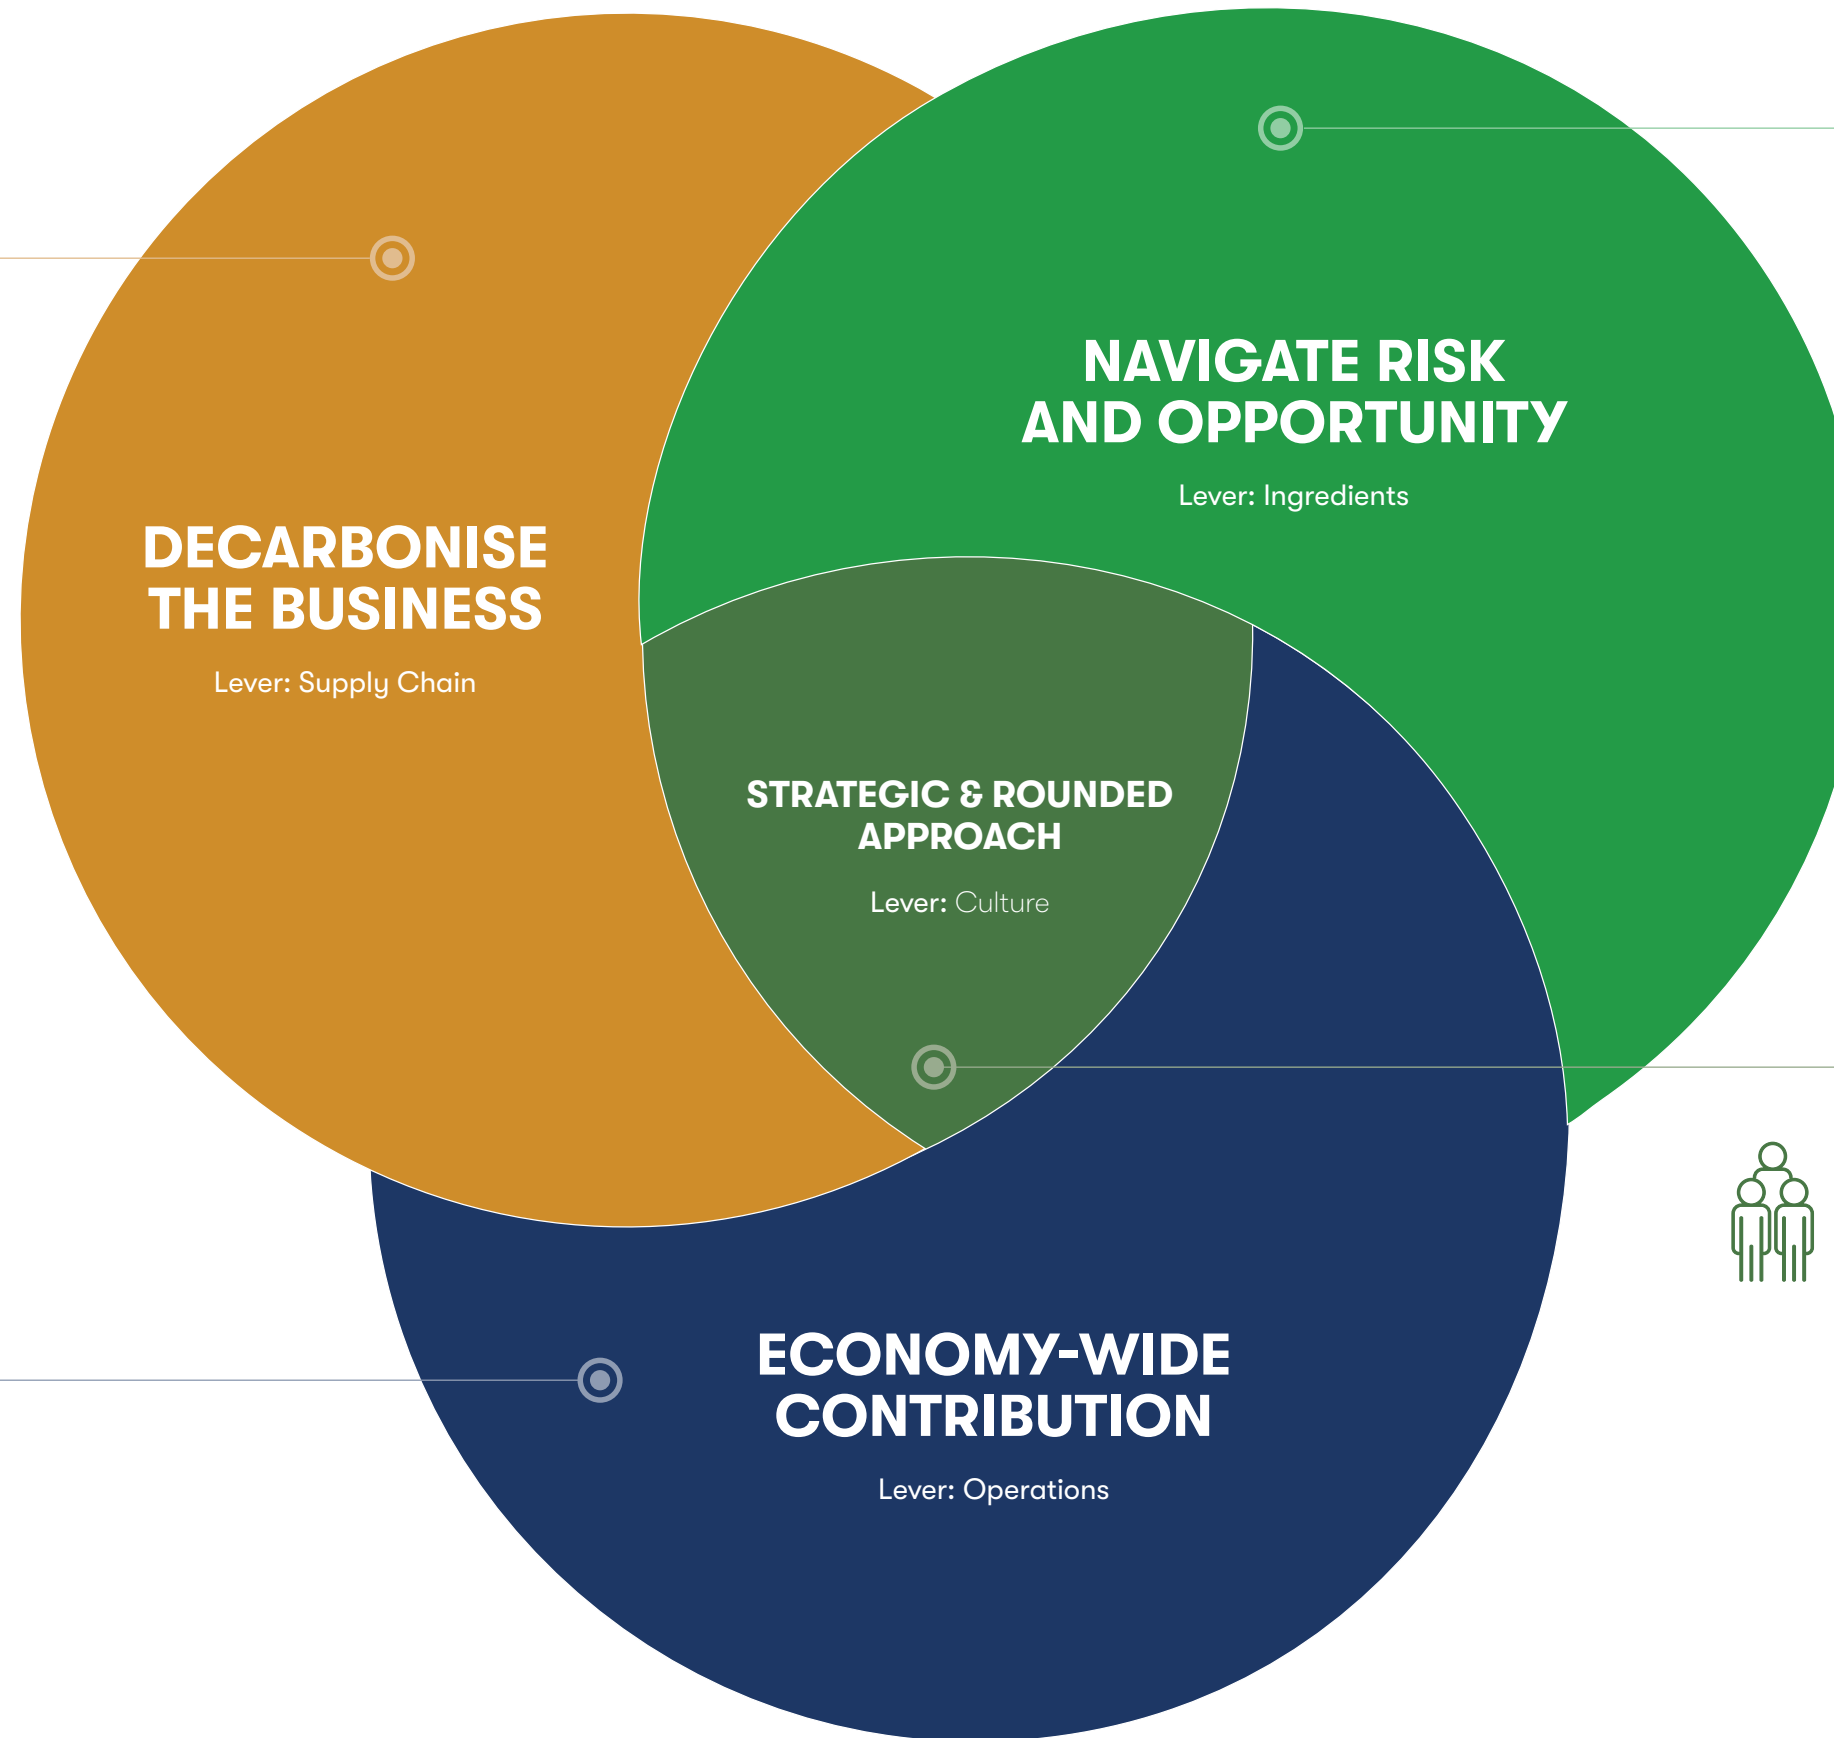 NAVIGATE RISK
AND OPPORTUNITY
Lever: Ingredients
DECARBONISE
THE BUSINESS
Lever: Supply Chain
STRATEGIC & ROUNDED
APPROACH
Lever: Culture
ECONOMY-WIDE
CONTRIBUTION
Lever: Operations